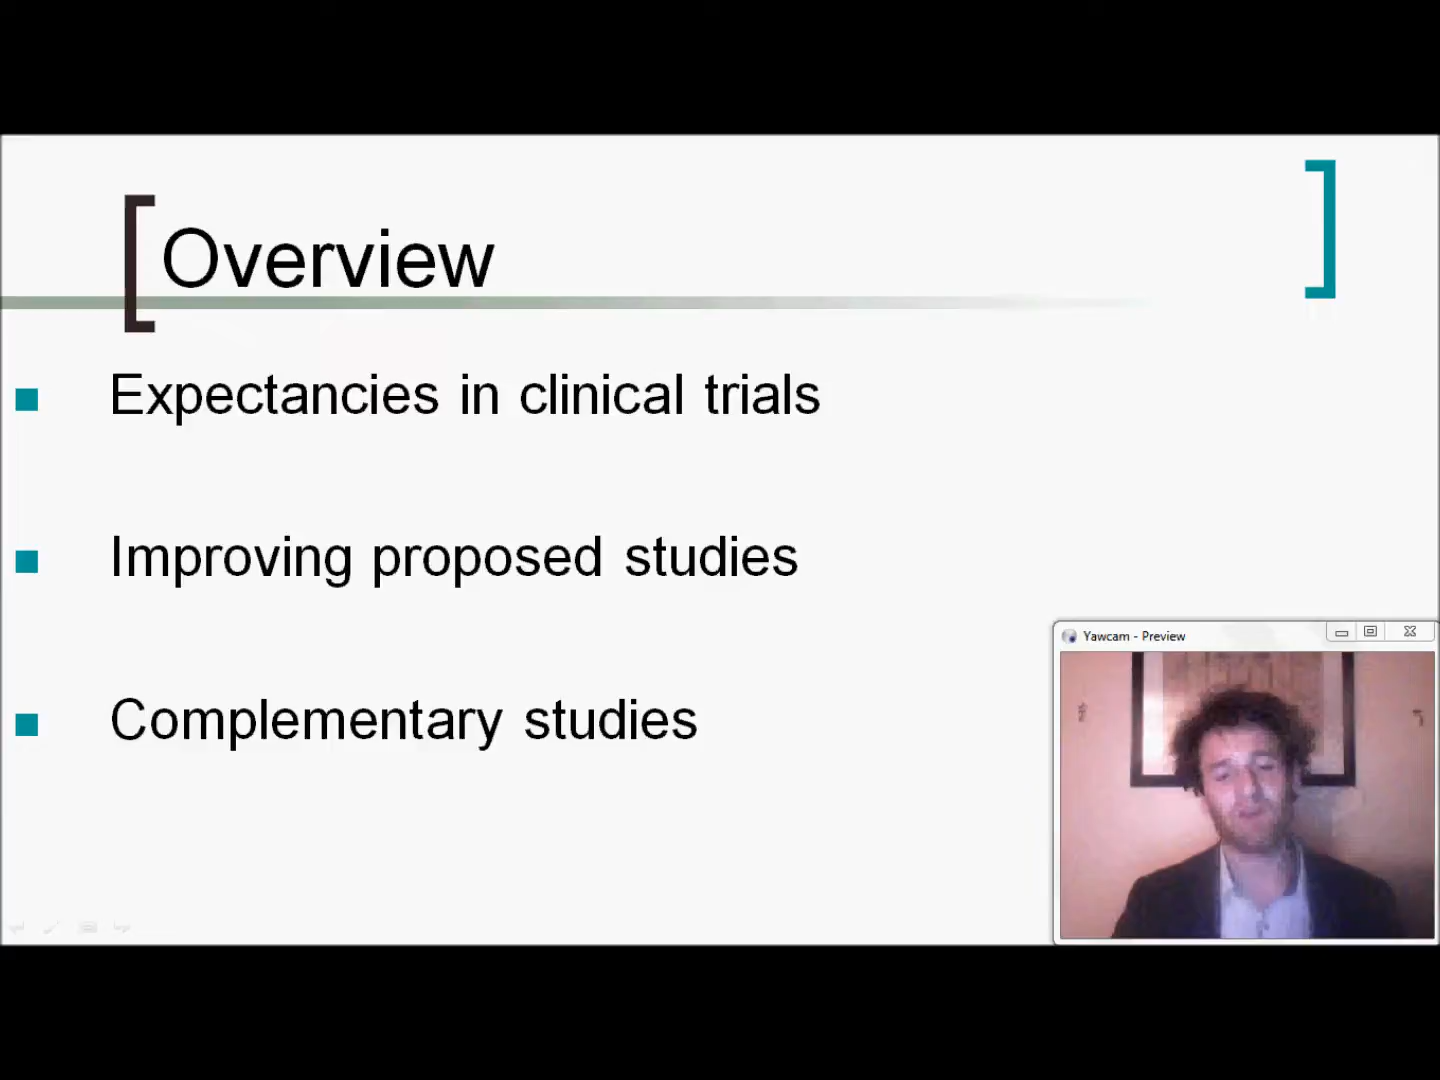 Overview
Expectancies in clinical trials
Improving proposed studies
Complementary studies
Yawcam - Preview